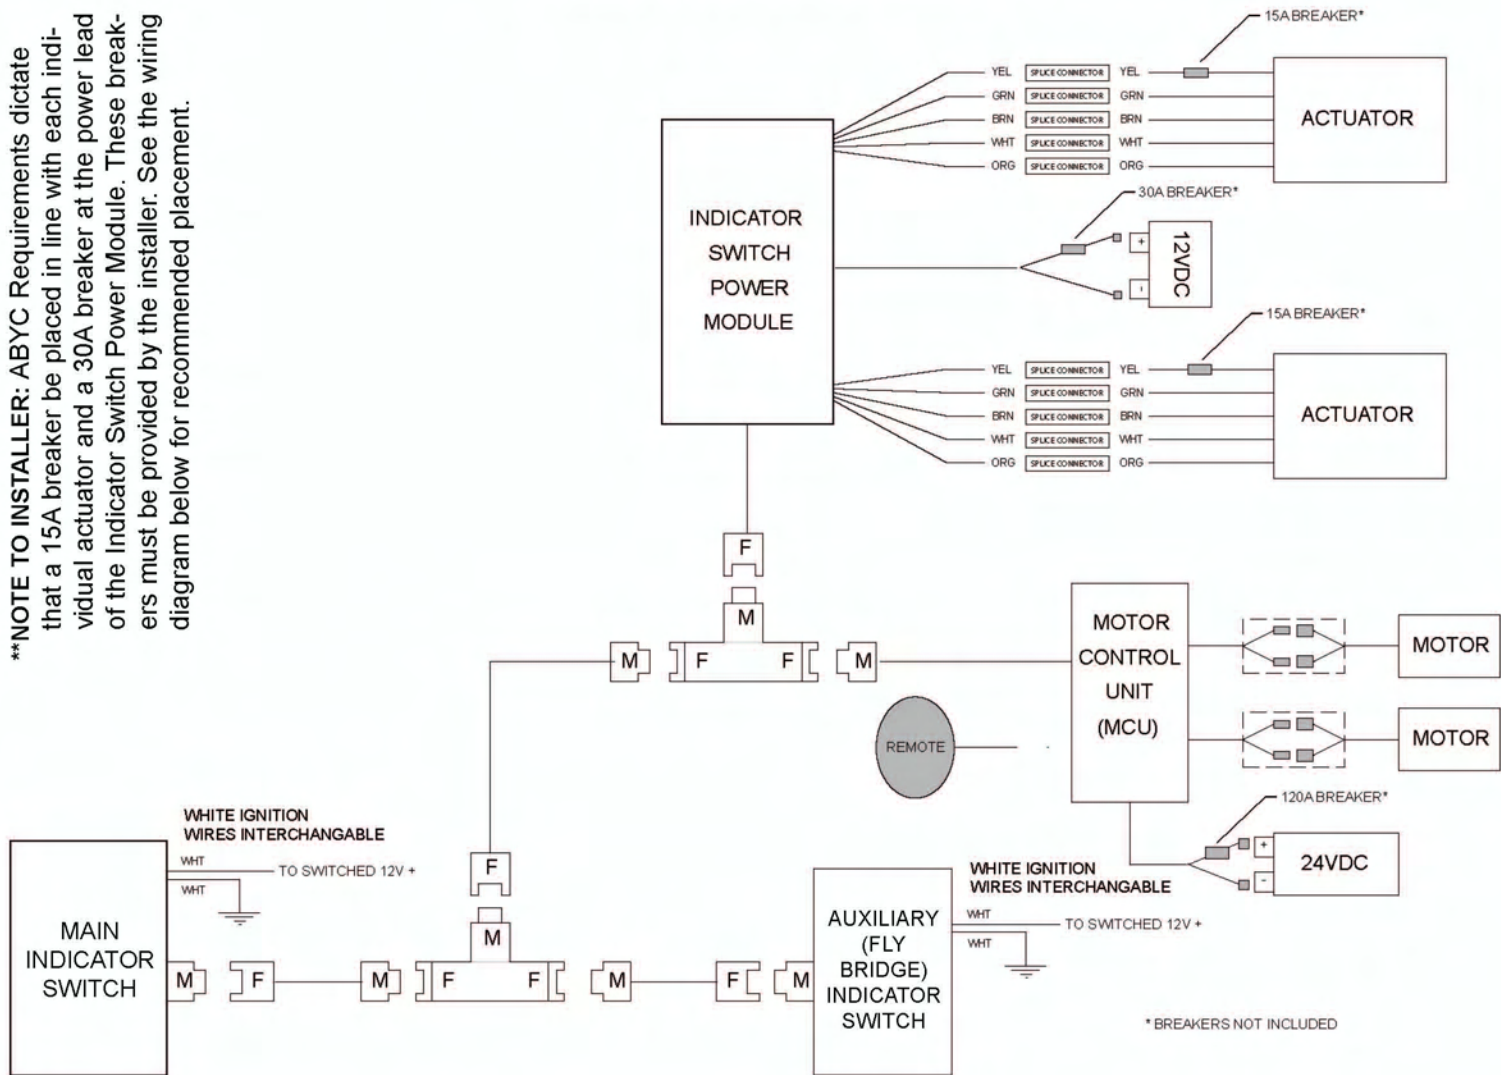 **NOTE TO INSTALLER: ABYC Requirements dictate
that a 15A breaker be placed in line with each indi-
vidual actuator and a 30A breaker at the power lead
of the Indicator Switch Power Module. These break-
ers must be provided by the installer. See the wiring
diagram below for recommended placement.
15A BREAKER*
YEL SPLICE CONNECTOR YEL
GRN SPLICE CONNECTOR GRN
BRN SPLICE CONNECTOR BRN
WHT SPLICE CONNECTOR WHT
ORG SPLICE CONNECTOR ORG
ACTUATOR
INDICATOR
SWITCH
POWER
MODULE
30A BREAKER*
+
-
12VDC
15A BREAKER*
YEL SPLICE CONNECTOR YEL
GRN SPLICE CONNECTOR GRN
BRN SPLICE CONNECTOR BRN
WHT SPLICE CONNECTOR WHT
ORG SPLICE CONNECTOR ORG
ACTUATOR
F
M
M F F M
MOTOR
CONTROL
UNIT
(MCU)
MOTOR
MOTOR
REMOTE
120A BREAKER*
+
-
24VDC
WHITE IGNITION
WIRES INTERCHANGABLE
WHT
TO SWITCHED 12V +
WHT
MAIN
INDICATOR
SWITCH
F
M
M F M F F M F M
AUXILIARY
(FLY
BRIDGE)
INDICATOR
SWITCH
WHITE IGNITION
WIRES INTERCHANGABLE
WHT
TO SWITCHED 12V +
WHT
* BREAKERS NOT INCLUDED